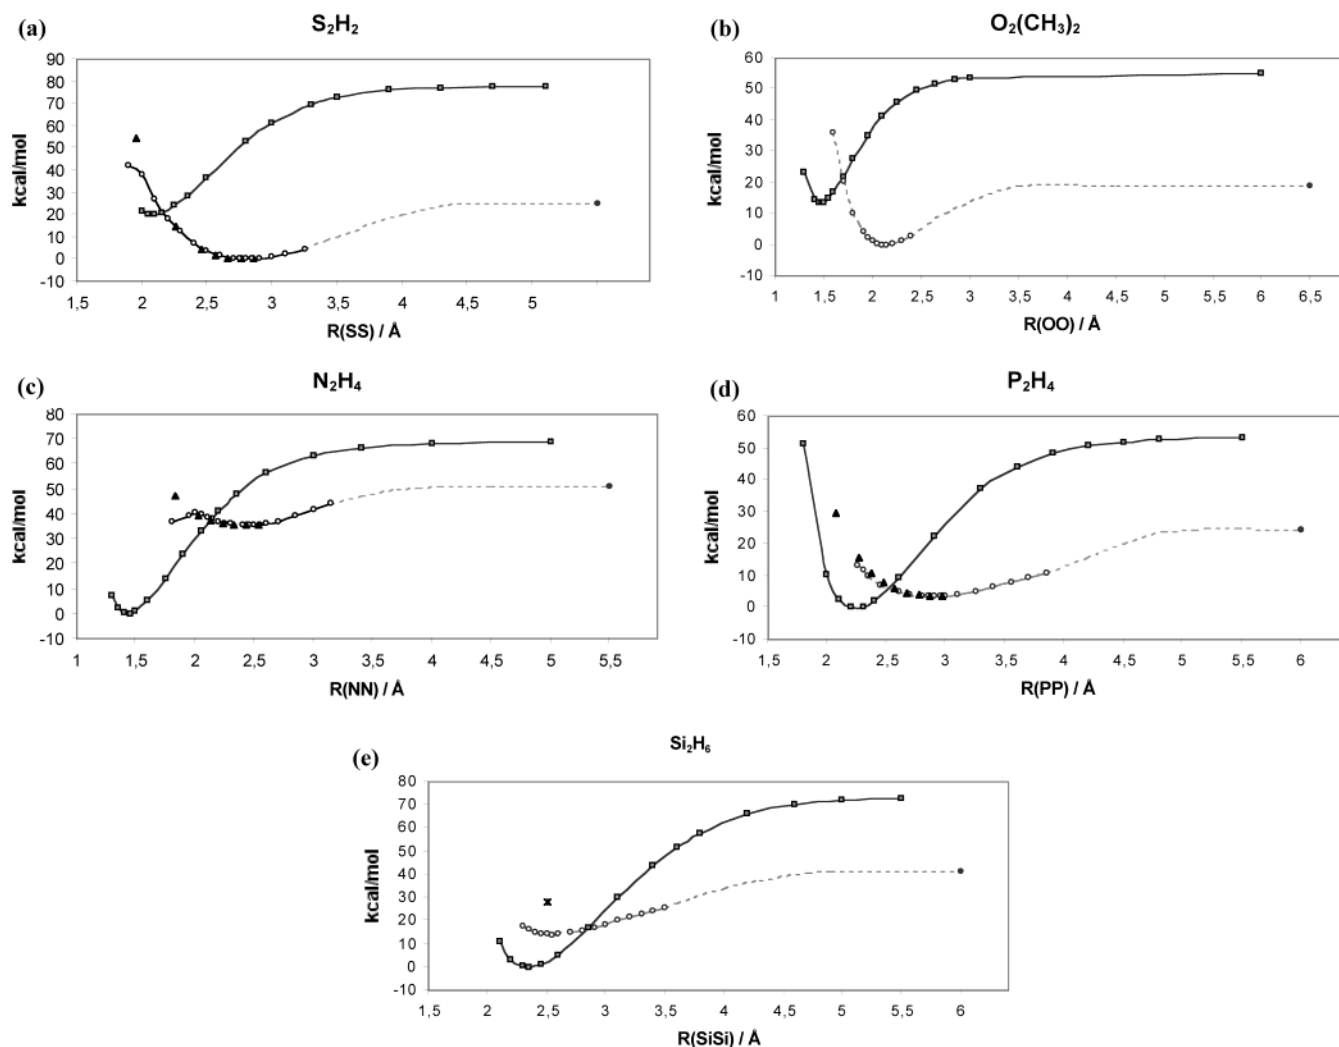 (a)
S₂H₂
kcal/mol
90
80
70
60
50
40
30
20
10
0
-10
1,5 2 2,5 3 3,5 4 4,5 5
R(SS) / Å
(b)
O₂(CH₃)₂
kcal/mol
60
50
40
30
20
10
0
-10
1 1,5 2 2,5 3 3,5 4 4,5 5 5,5 6 6,5
R(OO) / Å
(c)
N₂H₄
kcal/mol
80
70
60
50
40
30
20
10
0
-10
1 1,5 2 2,5 3 3,5 4 4,5 5 5,5
R(NN) / Å
(d)
P₂H₄
kcal/mol
60
50
40
30
20
10
0
-10
1,5 2 2,5 3 3,5 4 4,5 5 5,5 6
R(PP) / Å
(e)
Si₂H₆
kcal/mol
80
70
60
50
40
30
20
10
0
-10
1,5 2 2,5 3 3,5 4 4,5 5 5,5 6
R(SiSi) / Å